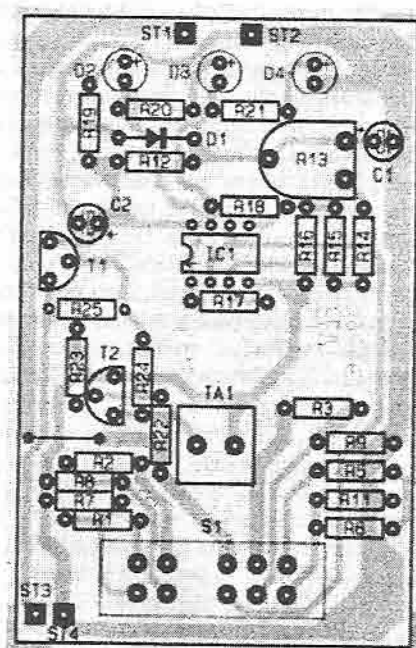 ST1 ST2
D2 D3 D4
R19 R20 R21
D1
R12 R13
C1
C2 R18
R16 R15 R14
T1 IC1
R17
R25
R23 T2 R24
TA1 R3
R22
R2 R9
R8 R5
R7 R11
R1 R6
S1
ST3
ST4